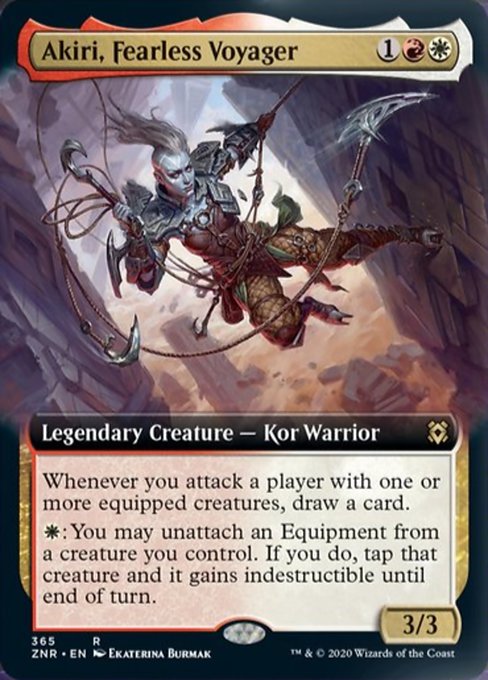 Akiri, Fearless Voyager 1
Legendary Creature — Kor Warrior
Whenever you attack a player with one or
more equipped creatures, draw a card.
: You may unattach an Equipment from
a creature you control. If you do, tap that
creature and it gains indestructible until
end of turn.
3/3
365 R
ZNR • EN Ekaterina Burmak
™ & © 2020 Wizards of the Coast